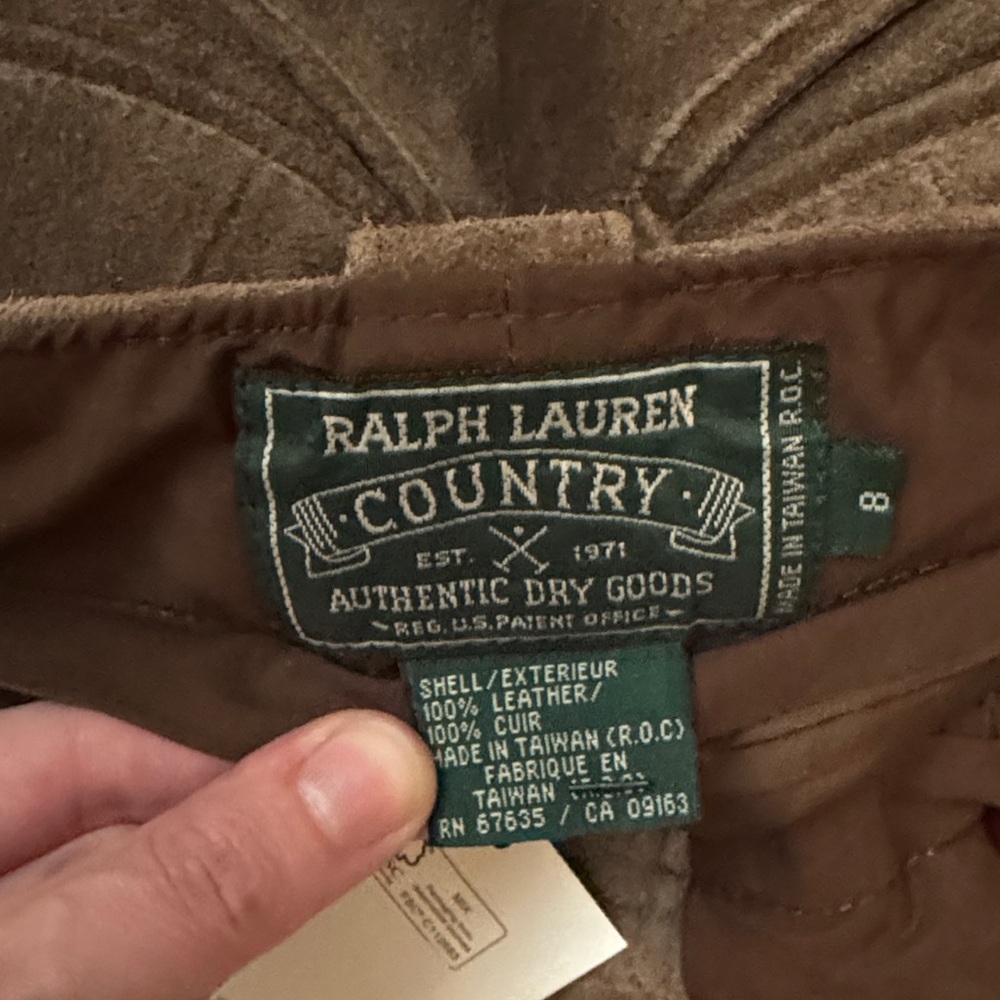 RALPH LAUREN
·COUNTRY·
EST. 1971
AUTHENTIC DRY GOODS
~REG. U.S. PATENT OFFICE~
MADE IN TAIWAN R.O.C.
8
SHELL/EXTERIEUR
100% LEATHER/
100% CUIR
MADE IN TAIWAN (R.O.C)
FABRIQUE EN
TAIWAN
RN 67635 / CA 09163
MIX